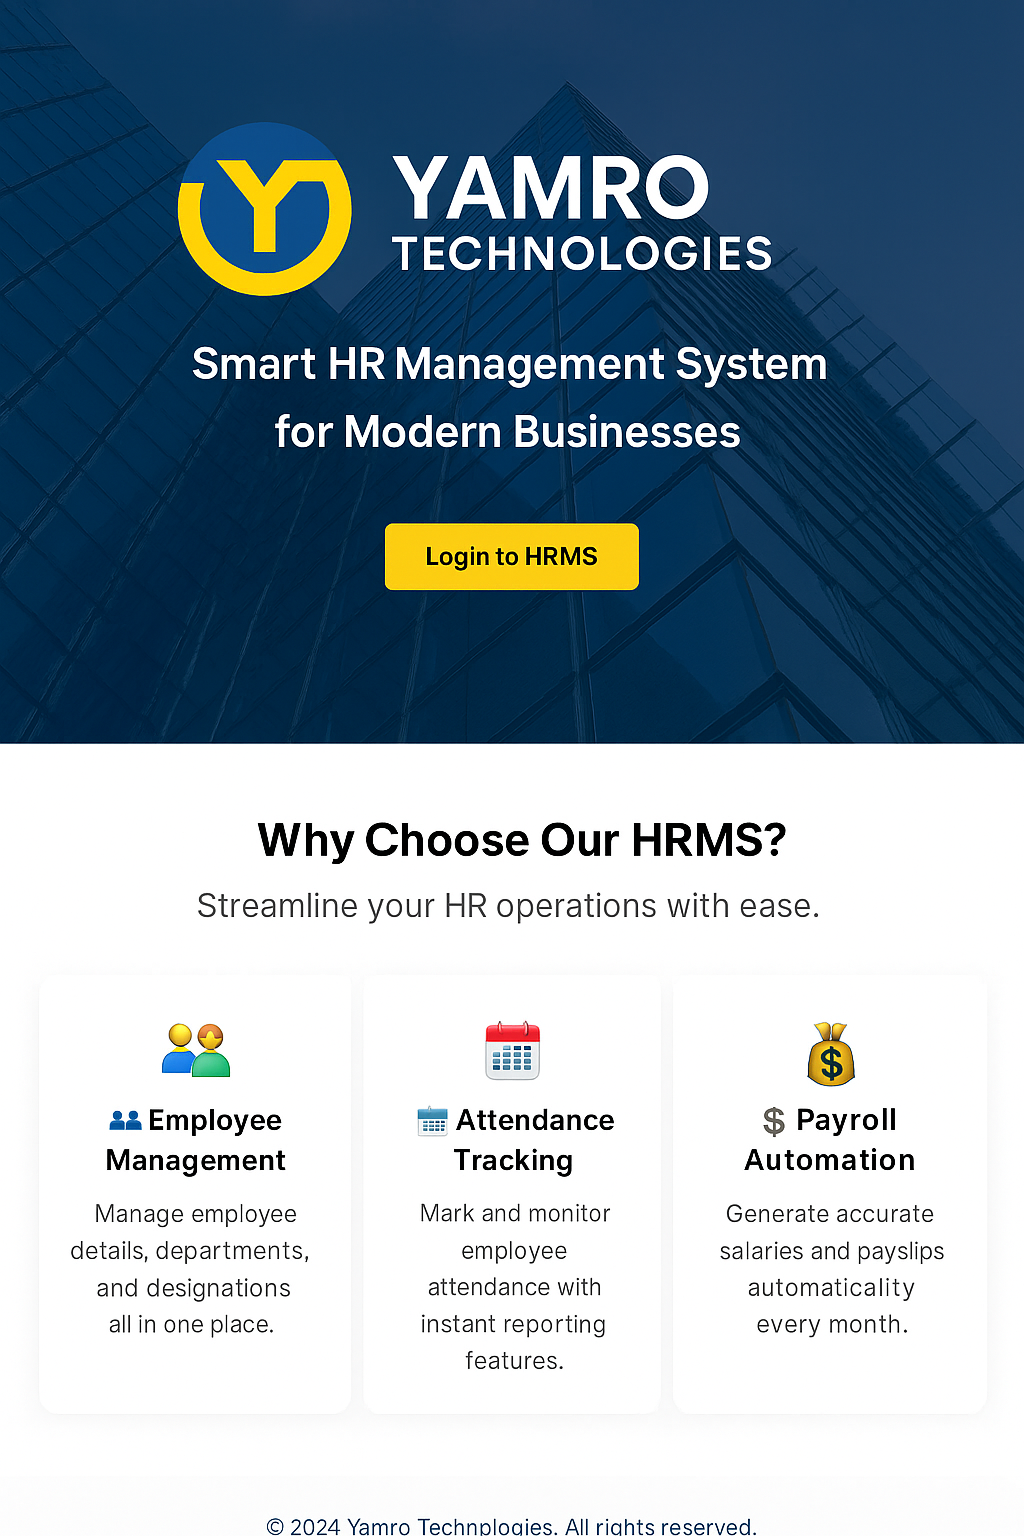 YAMRO
TECHNOLOGIES
Smart HR Management System
for Modern Businesses
Login to HRMS
Why Choose Our HRMS?
Streamline your HR operations with ease.
Employee
Management
Manage employee
details, departments,
and designations
all in one place.
Attendance
Tracking
Mark and monitor
employee
attendance with
instant reporting
features.
$ Payroll
Automation
Generate accurate
salaries and payslips
automaticality
every month.
© 2024 Yamro Technplogies. All rights reserved.